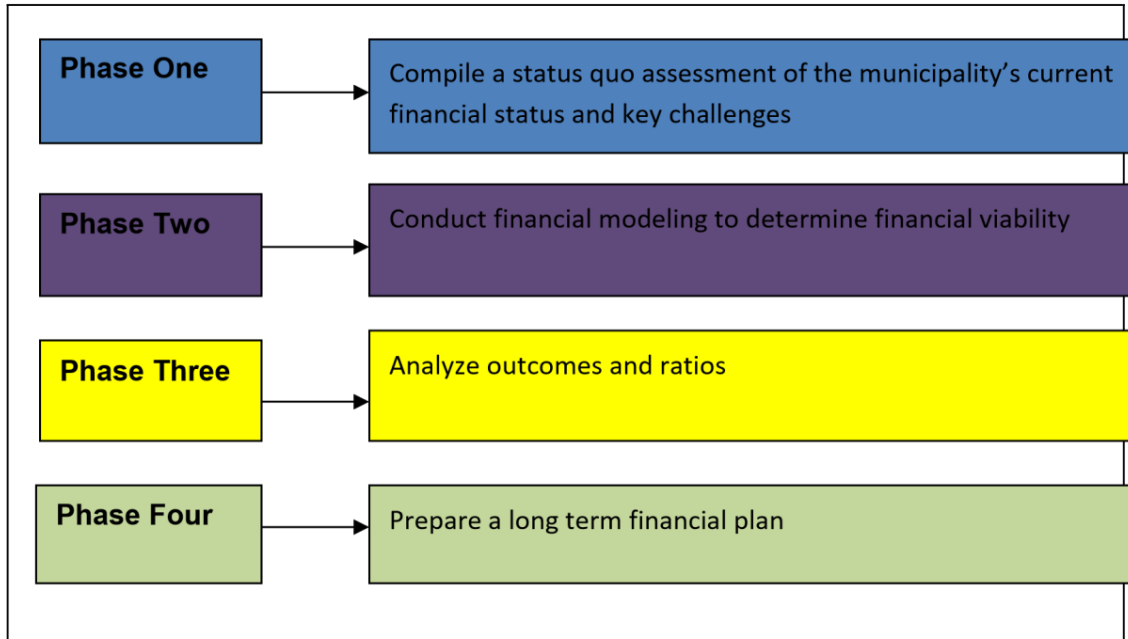 Phase One
Compile a status quo assessment of the municipality’s current
financial status and key challenges
Phase Two
Conduct financial modeling to determine financial viability
Phase Three
Analyze outcomes and ratios
Phase Four
Prepare a long term financial plan